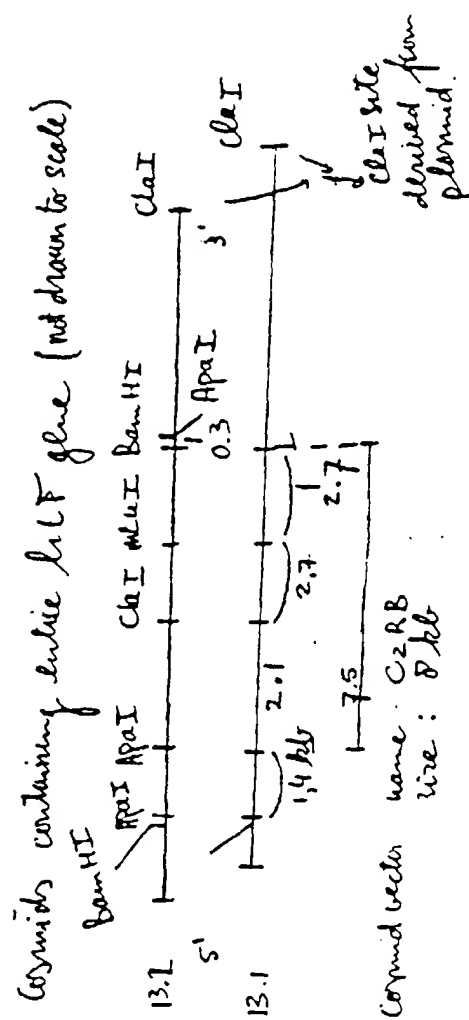 Cosmids containing entire hLF gene (not drawn to scale)
BamHI
ApaI ApaI ClaI MluI BamHI ClaI
13.2
ApaI
5'
0.3
3'
13.1
ClaI
1,4 kb
2.1
2,7
2.7
ClaI site
derived from
plasmid.
7.5
Cosmid vector name: C2RB
size: 8 kb